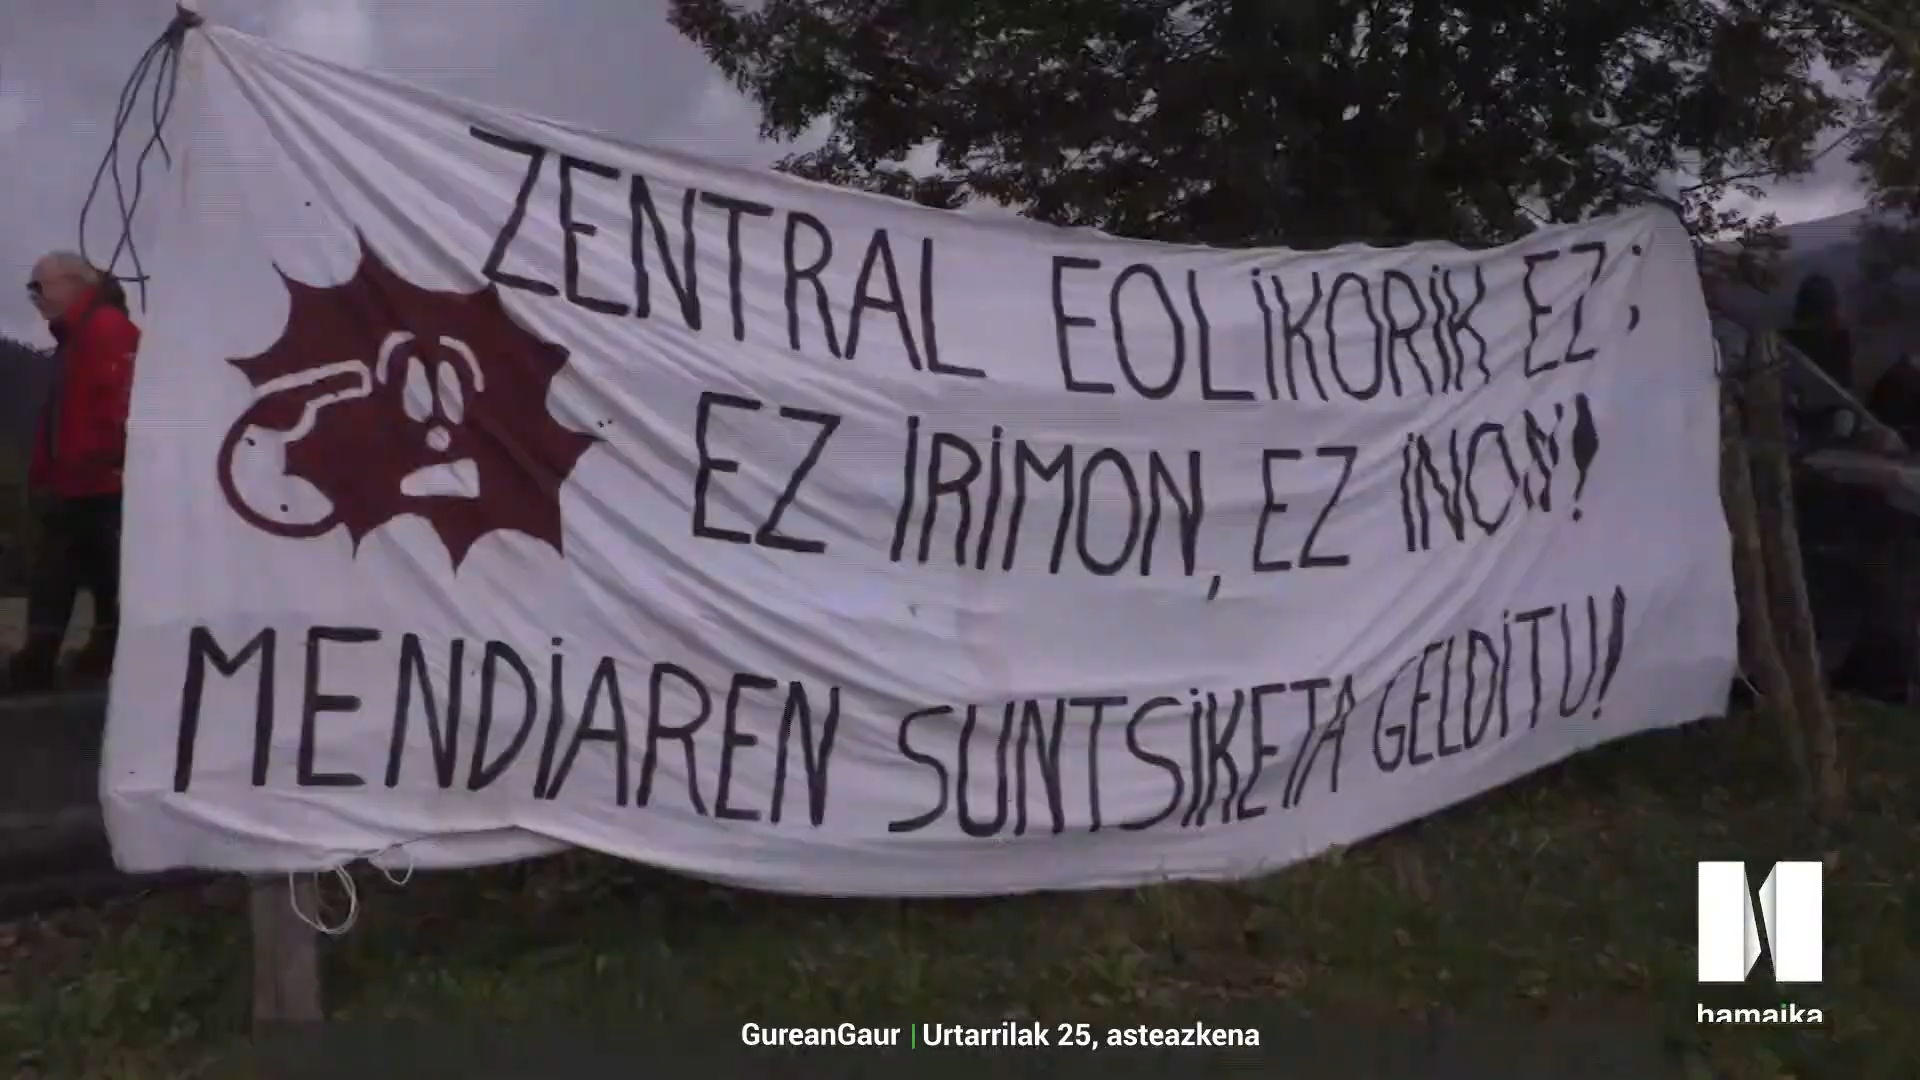 ZENTRAL EOLIKORIK EZ;
EZ IRIMON, EZ INON!
MENDIAREN SUNTSIKETA GELDITU!
hamaika
GureanGaur | Urtarrilak 25, asteazkena